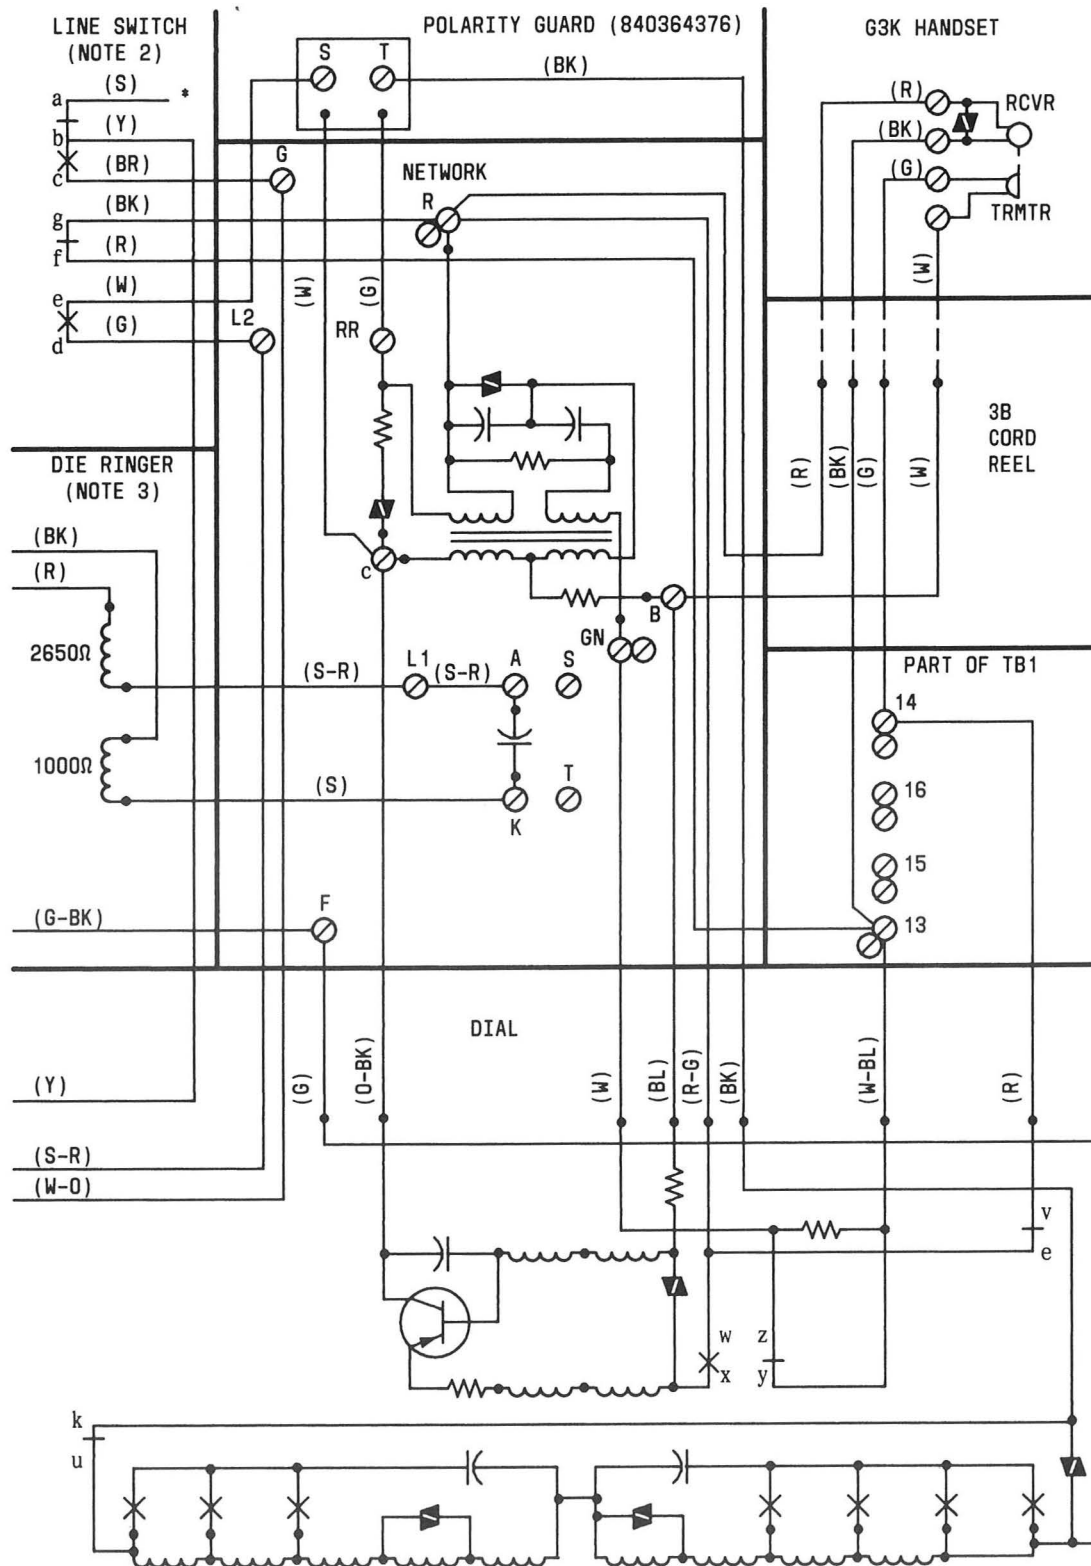 LINE SWITCH
(NOTE 2)
POLARITY GUARD (840364376)
G3K HANDSET
S T
(BK)
a (S) *
b (Y)
c (BR)
G
g (BK)
f (R)
e (W)
d (G)
L2
NETWORK
R
(W)
(G)
RR
(R)
RCVR
(BK)
(G)
TRMTR
(W)
3B
CORD
REEL
(R)
(BK)
(G)
(W)
DIE RINGER
(NOTE 3)
(BK)
(R)
2650Ω
1000Ω
C
B
GN
(S-R)
L1
(S-R)
A
S
(S)
K
T
PART OF TB1
14
16
15
13
(G-BK)
F
DIAL
(Y)
(S-R)
(W-O)
(G)
(O-BK)
(W)
(BL)
(R-G)
(BK)
(W-BL)
(R)
v
e
w
x
z
y
k
u